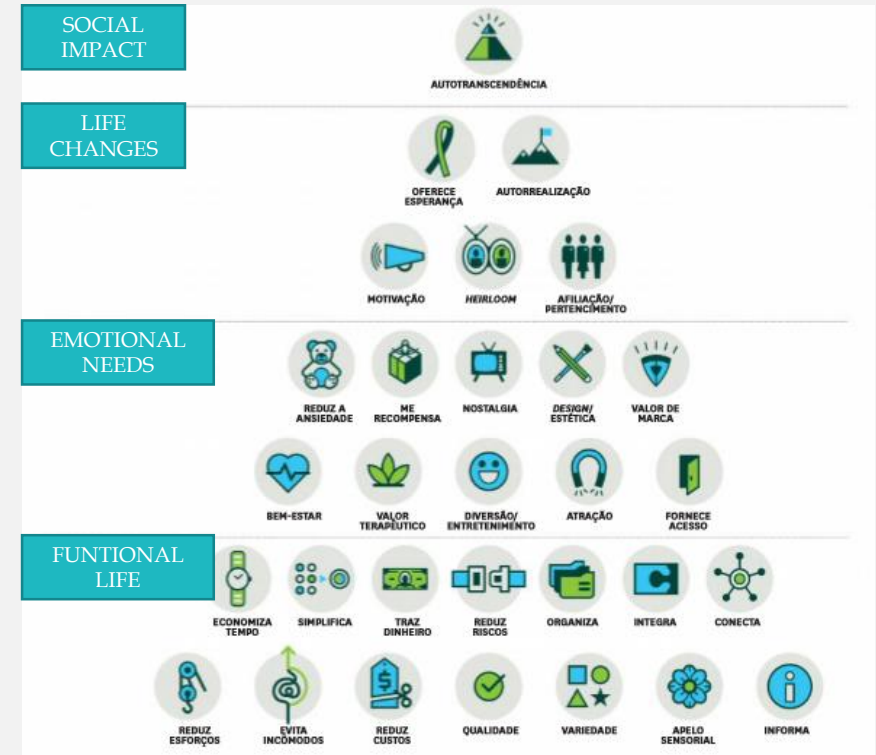 SOCIAL
IMPACT
AUTOTRANSCENDÊNCIA
LIFE
CHANGES
OFERECE
ESPERANÇA
AUTORREALIZAÇÃO
MOTIVAÇÃO
HEIRLOOM
AFILIAÇÃO/
PERTENCIMENTO
EMOTIONAL
NEEDS
REDUZ A
ANSIEDADE
ME
RECOMPENSA
NOSTALGIA
DESIGN/
ESTÉTICA
VALOR DE
MARCA
BEM-ESTAR
VALOR
TERAPÊUTICO
DIVERSÃO/
ENTRETENIMENTO
ATRAÇÃO
FORNECE
ACESSO
FUNTIONAL
LIFE
ECONOMIZA
TEMPO
SIMPLIFICA
TRAZ
DINHEIRO
REDUZ
RISCOS
ORGANIZA
INTEGRA
CONECTA
REDUZ
ESFORÇOS
EVITA
INCÔMODOS
$
REDUZ
CUSTOS
QUALIDADE
VARIEDADE
APELO
SENSORIAL
i
INFORMA